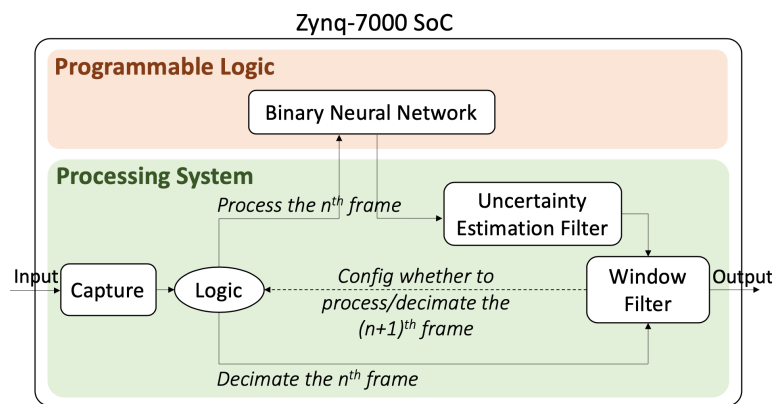 Zynq-7000 SoC
Programmable Logic
Binary Neural Network
Processing System
Process the nth frame
Uncertainty
Estimation Filter
Input
Capture
Logic
Config whether to
process/decimate the
(n+1)th frame
Window
Filter
Output
Decimate the nth frame